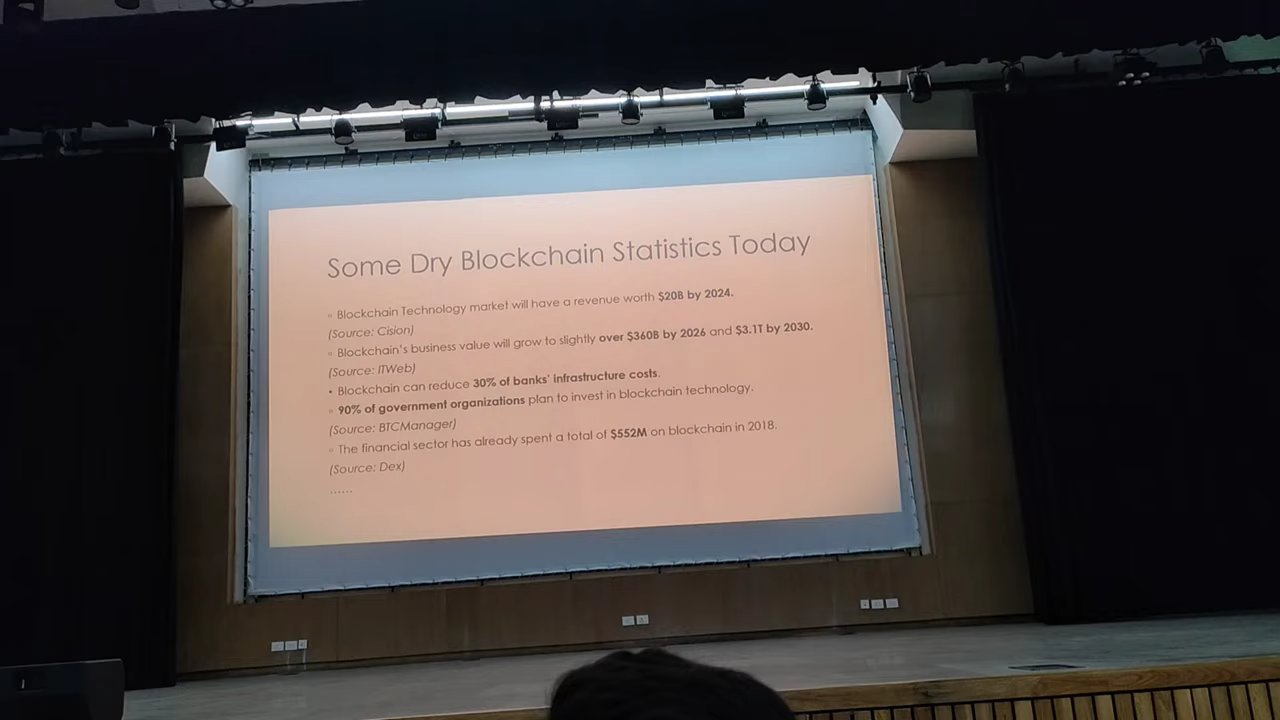 Some Dry Blockchain Statistics Today
▫ Blockchain Technology market will have a revenue worth $20B by 2024.
(Source: Cision)
▫ Blockchain's business value will grow to slightly over $360B by 2026 and $3.1T by 2030.
(Source: ITWeb)
• Blockchain can reduce 30% of banks' infrastructure costs.
▫ 90% of government organizations plan to invest in blockchain technology.
(Source: BTCManager)
▫ The financial sector has already spent a total of $552M on blockchain in 2018.
(Source: Dex)
......